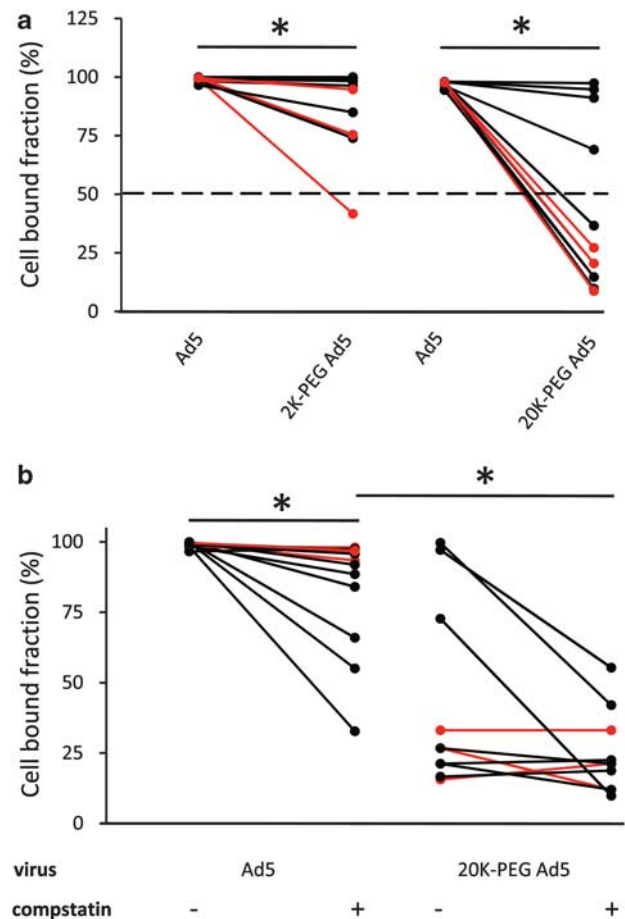 a
Cell bound fraction (%)
125
100
75
50
25
0
*
*
Ad5
2K-PEG Ad5
Ad5
20K-PEG Ad5
b
Cell bound fraction (%)
100
75
50
25
0
*
*
virus Ad5 20K-PEG Ad5
compstatin - + - +